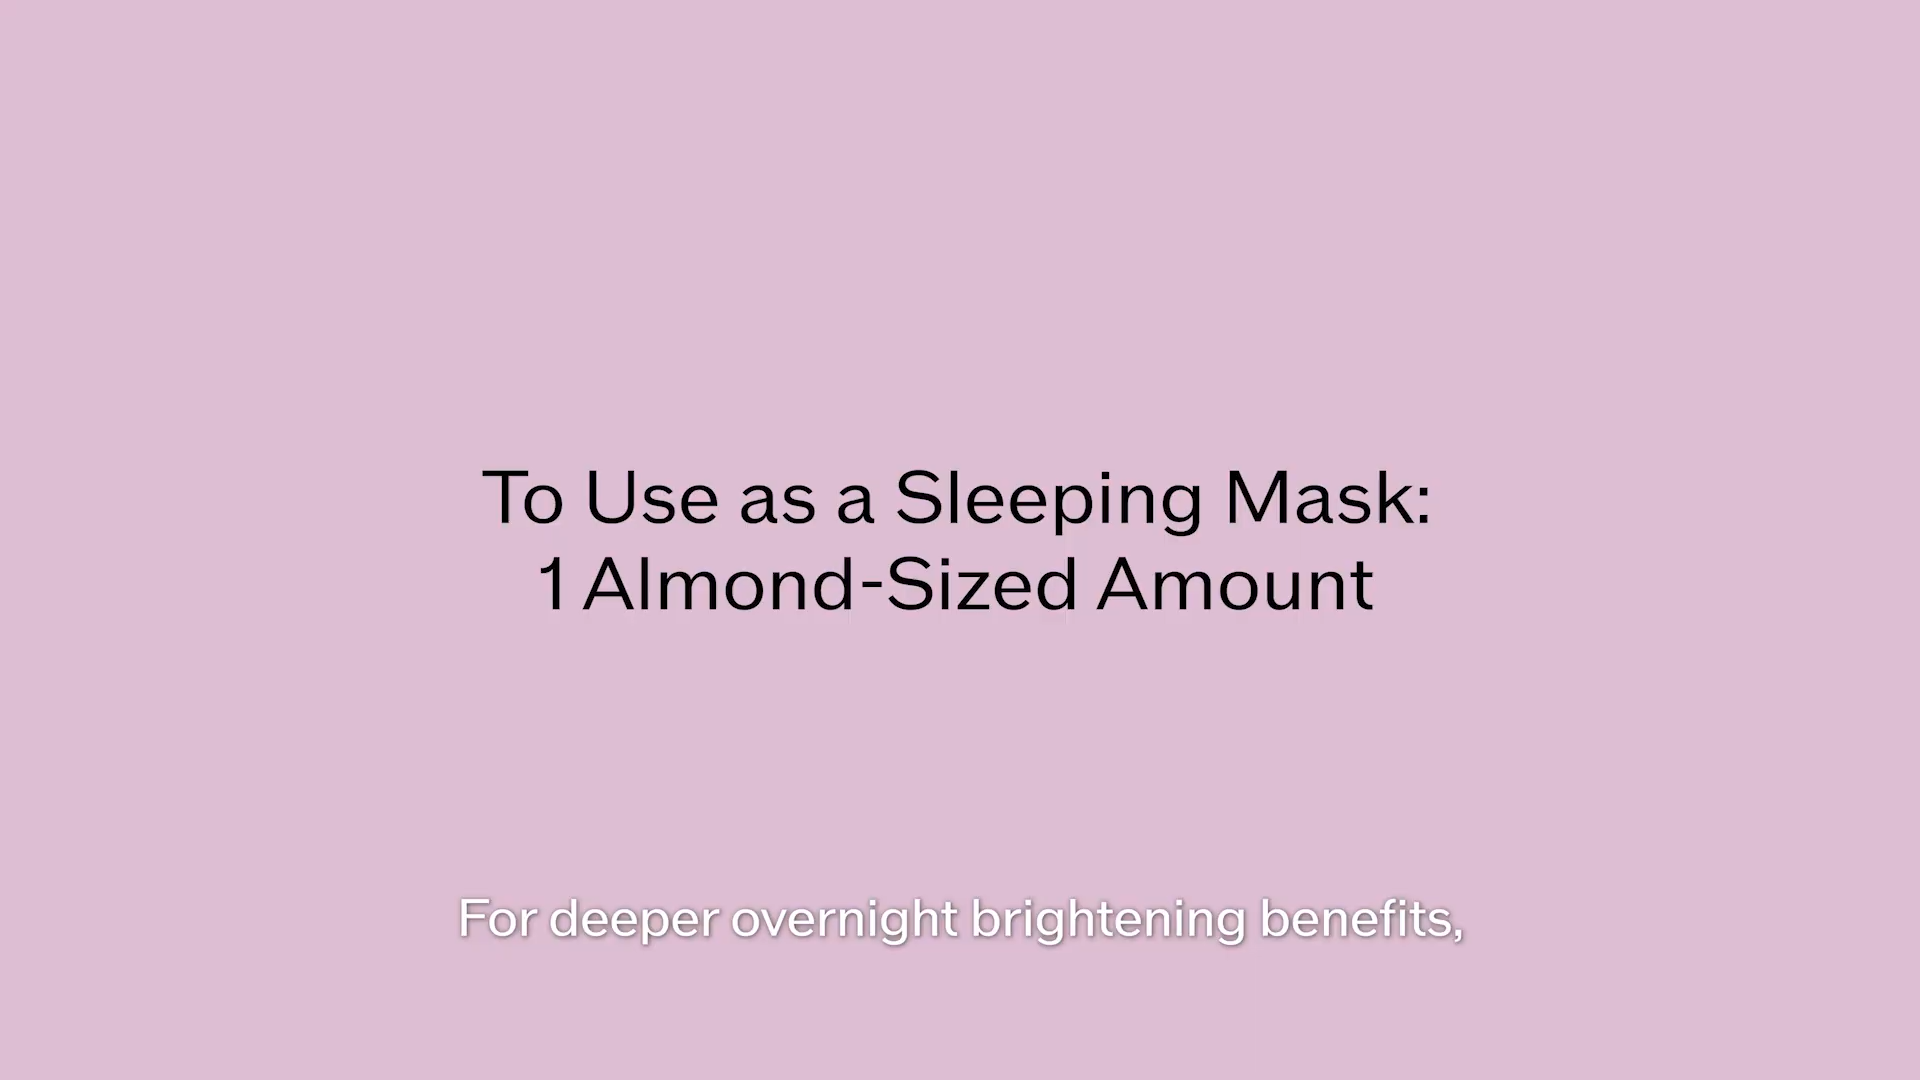 To Use as a Sleeping Mask:
1 Almond-Sized Amount
For deeper overnight brightening benefits,